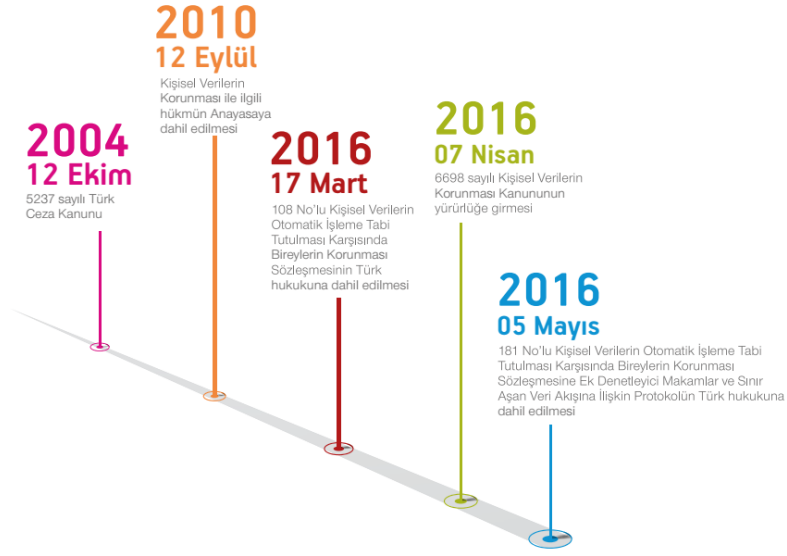 2004
12 Ekim
5237 sayılı Türk
Ceza Kanunu
2010
12 Eylül
Kişisel Verilerin
Korunması ile ilgili
hükmün Anayasaya
dahil edilmesi
2016
17 Mart
108 No'lu Kişisel Verilerin
Otomatik İşleme Tabi
Tutulması Karşısında
Bireylerin Korunması
Sözleşmesinin Türk
hukukuna dahil edilmesi
2016
07 Nisan
6698 sayılı Kişisel Verilerin
Korunması Kanununun
yürürlüğe girmesi
2016
05 Mayıs
181 No'lu Kişisel Verilerin Otomatik İşleme Tabi
Tutulması Karşısında Bireylerin Korunması
Sözleşmesine Ek Denetleyici Makamlar ve Sınır
Aşan Veri Akışına İlişkin Protokolün Türk hukukuna
dahil edilmesi